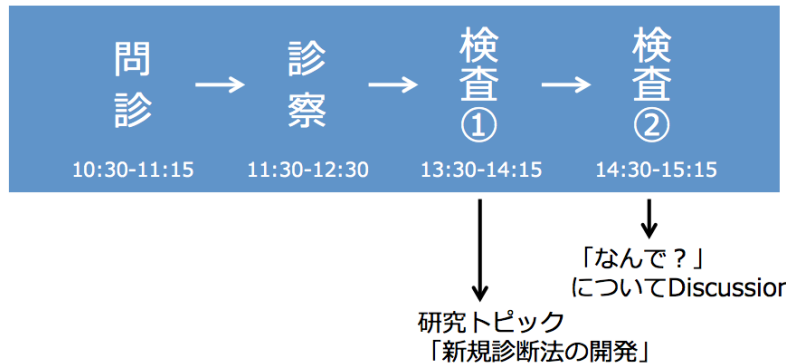 問診 → 診察 → 検査① → 検査②
10:30-11:15 11:30-12:30 13:30-14:15 14:30-15:15
「なんで？」
についてDiscussion
研究トピック
「新規診断法の開発」